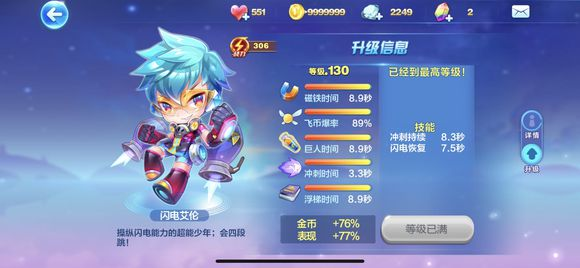 551
9999999
2249
2
战力
306
升级信息
等级.130
磁铁时间 8.9秒
飞币爆率 89%
巨人时间 8.9秒
冲刺时间 3.3秒
浮梯时间 8.9秒
金币 +76%
表现 +77%
已经到最高等级!
技能
冲刺持续 8.3秒
闪电恢复 7.5秒
等级已满
详情
升级
闪电艾伦
操纵闪电能力的超能少年;会四段
跳!